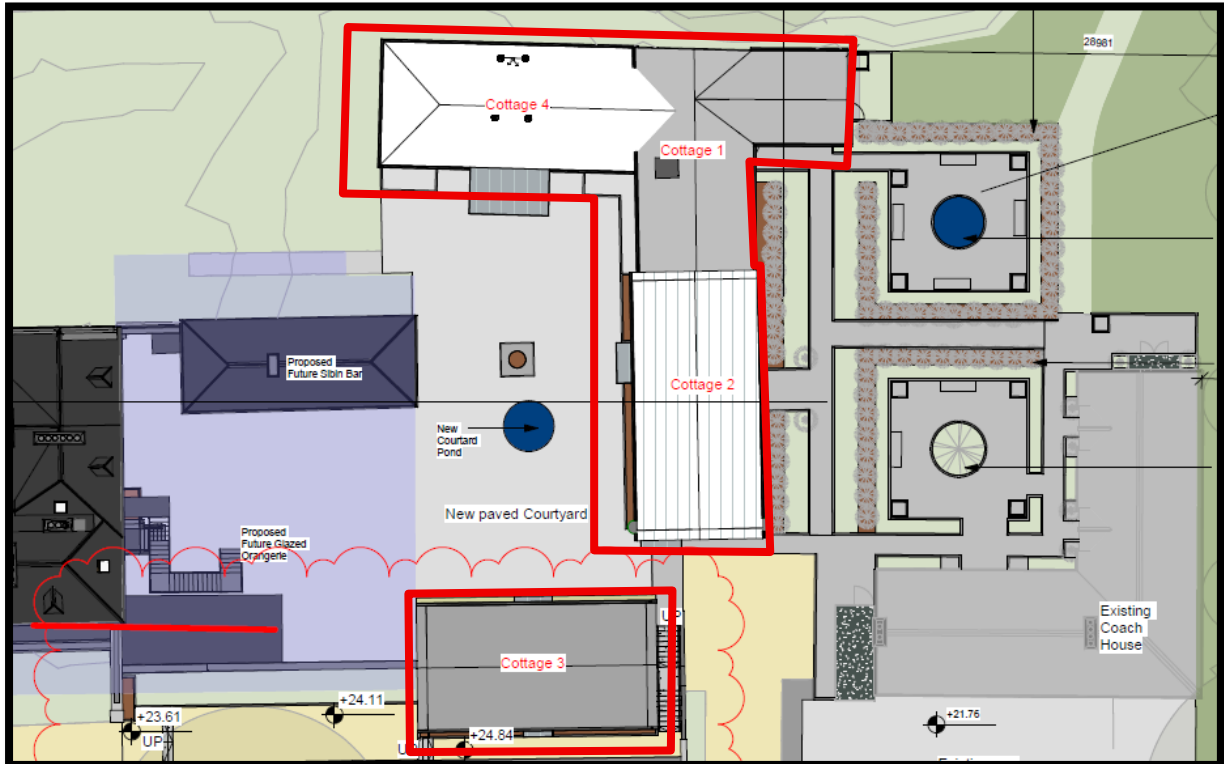 28981
Cottage 4
Cottage 1
Proposed
Future Sibin Bar
Cottage 2
New
Courtard
Pond
New paved Courtyard
Proposed
Future Glazed
Orangerie
UP
Existing
Coach
House
Cottage 3
+24.11
+23.61
+21.76
UP
+24.84